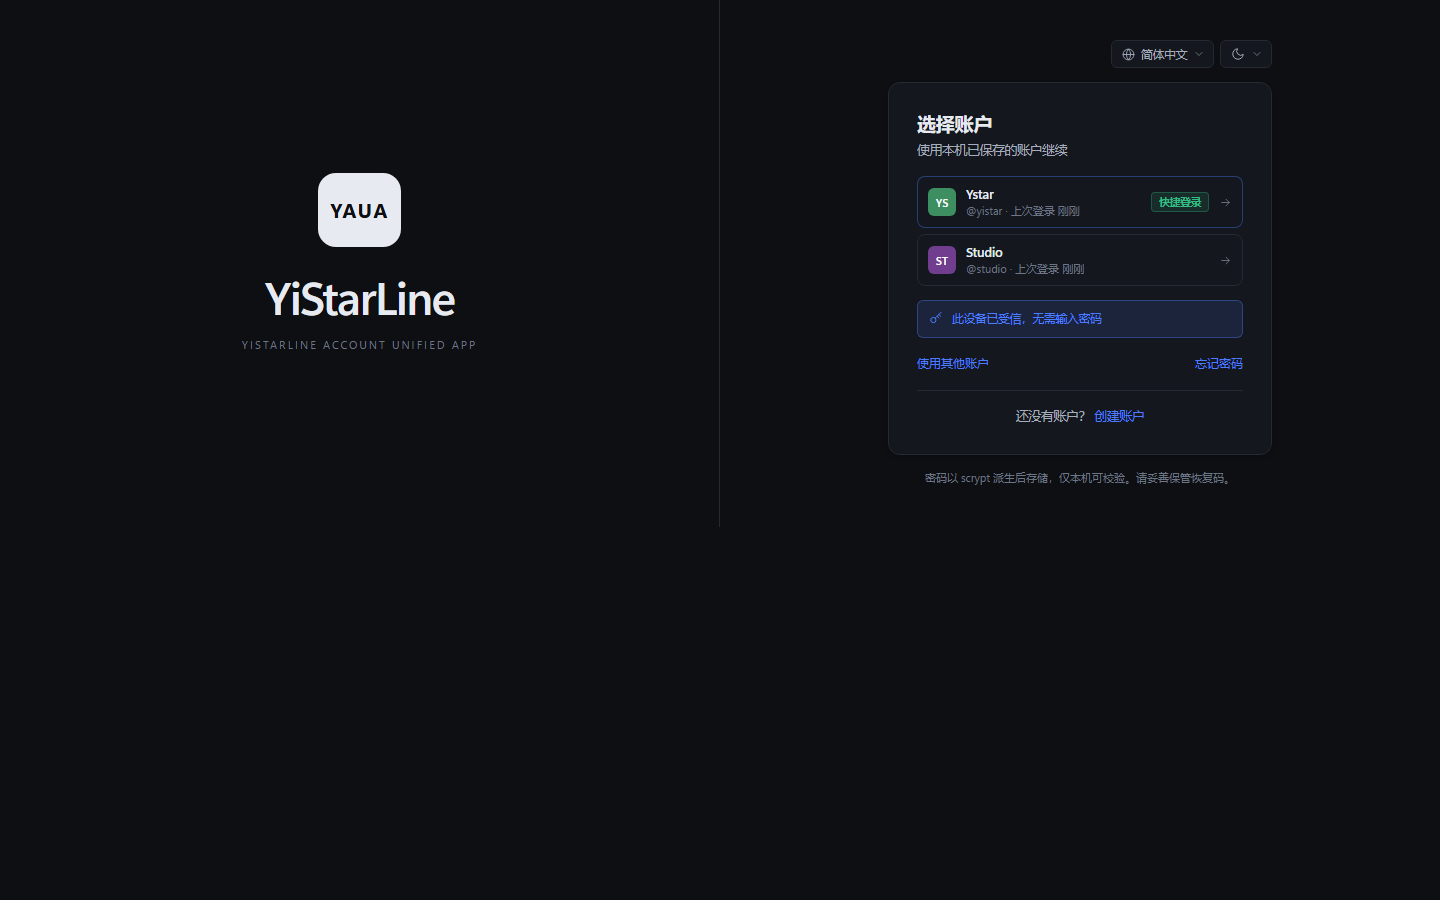 YAUA
YiStarLine
YISTARLINE ACCOUNT UNIFIED APP
简体中文
选择账户
使用本机已保存的账户继续
YS
Ystar
@yistar · 上次登录 刚刚
快捷登录
ST
Studio
@studio · 上次登录 刚刚
此设备已受信，无需输入密码
使用其他账户
忘记密码
还没有账户？ 创建账户
密码以 scrypt 派生后存储，仅本机可校验。请妥善保管恢复码。